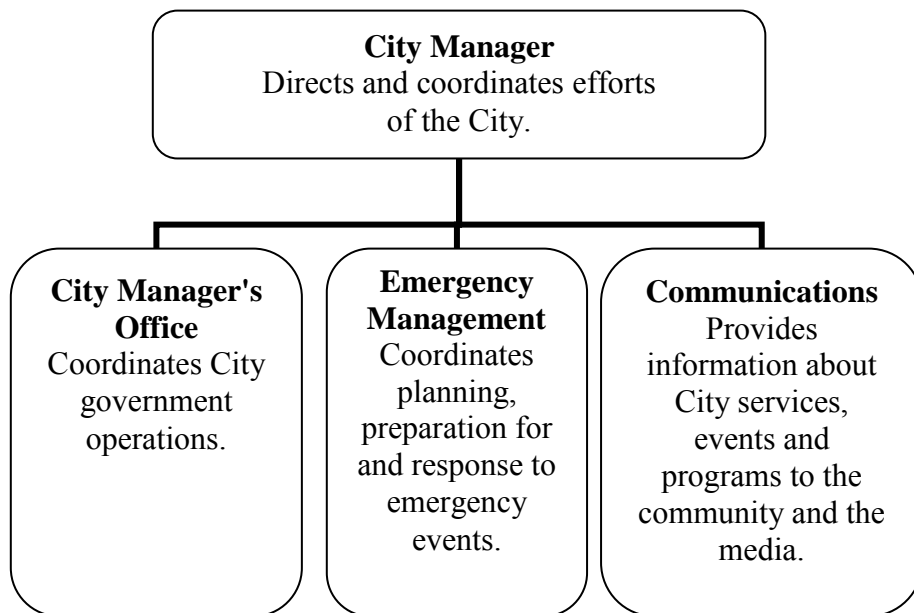 City Manager
Directs and coordinates efforts
of the City.
City Manager's
Office
Coordinates City
government
operations.
Emergency
Management
Coordinates
planning,
preparation for
and response to
emergency
events.
Communications
Provides
information about
City services,
events and
programs to the
community and the
media.